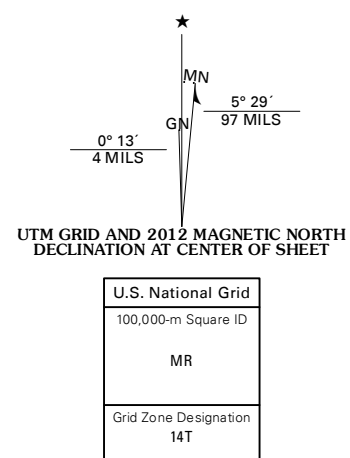 ★
MN
GN
5° 29´
97 MILS
0° 13´
4 MILS
UTM GRID AND 2012 MAGNETIC NORTH
DECLINATION AT CENTER OF SHEET
U.S. National Grid
100,000-m Square ID
MR
Grid Zone Designation
14T